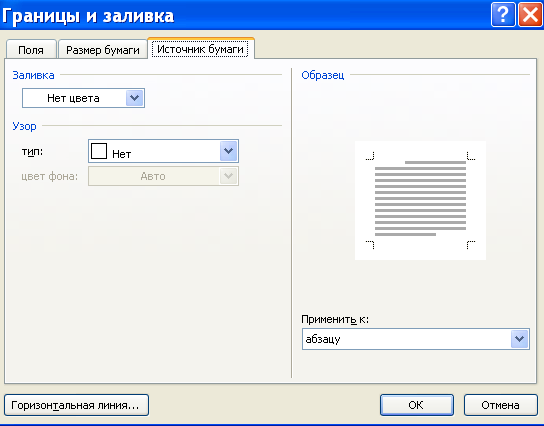 Границы и заливка
Поля Размер бумаги Источник бумаги
Заливка
Нет цвета
Узор
тип: Нет
цвет фона: Авто
Образец
Применить к:
абзацу
Горизонтальная линия... ОК Отмена